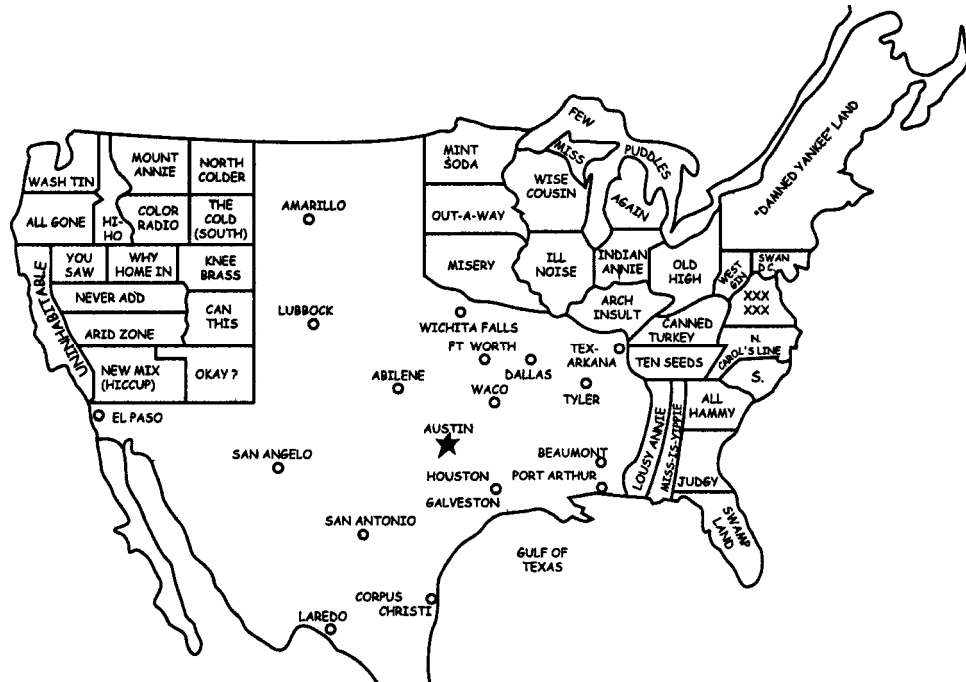 WASH TIN
MOUNT
ANNIE
NORTH
COLDER
ALL GONE
HI-
HO
COLOR
RADIO
THE
COLD
(SOUTH)
YOU
SAW
WHY
HOME IN
KNEE
BRASS
UNINHABITABLE
NEVER ADD
ARID ZONE
CAN
THIS
NEW MIX
(HICCUP)
OKAY ?
AMARILLO
LUBBOCK
MINT
SODA
OUT-A-WAY
MISERY
FEW
MISS
PUDDLES
WISE
COUSIN
AGAIN
ILL
NOISE
INDIAN
ANNIE
OLD
HIGH
"DAMNED YANKEE" LAND
WEST
GIN
SWAN
D C
XXX
XXX
ARCH
INSULT
CANNED
TURKEY
N.
CAROL'S LINE
S.
TEN SEEDS
WICHITA FALLS
FT WORTH
DALLAS
TEX-
ARKANA
ABILENE
WACO
TYLER
EL PASO
AUSTIN
SAN ANGELO
HOUSTON
GALVESTON
BEAUMONT
PORT ARTHUR
LOUSY ANNIE
MISS-IS-YIPPIE
ALL
HAMMY
JUDGY
SWAMP
LAND
SAN ANTONIO
GULF OF
TEXAS
CORPUS
CHRISTI
LAREDO